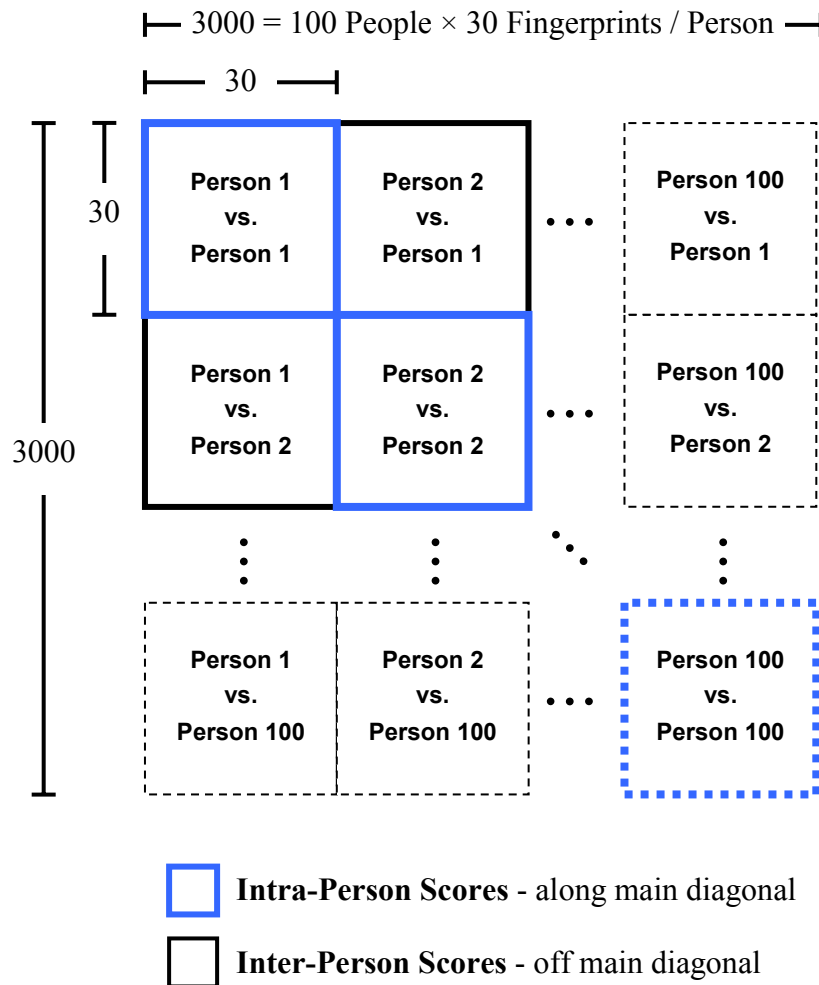 3000 = 100 People × 30 Fingerprints / Person
30
Person 1
vs.
Person 1
Person 2
vs.
Person 1
Person 100
vs.
Person 1
30
Person 1
vs.
Person 2
Person 2
vs.
Person 2
Person 100
vs.
Person 2
3000
Person 1
vs.
Person 100
Person 2
vs.
Person 100
Person 100
vs.
Person 100
Intra-Person Scores - along main diagonal
Inter-Person Scores - off main diagonal